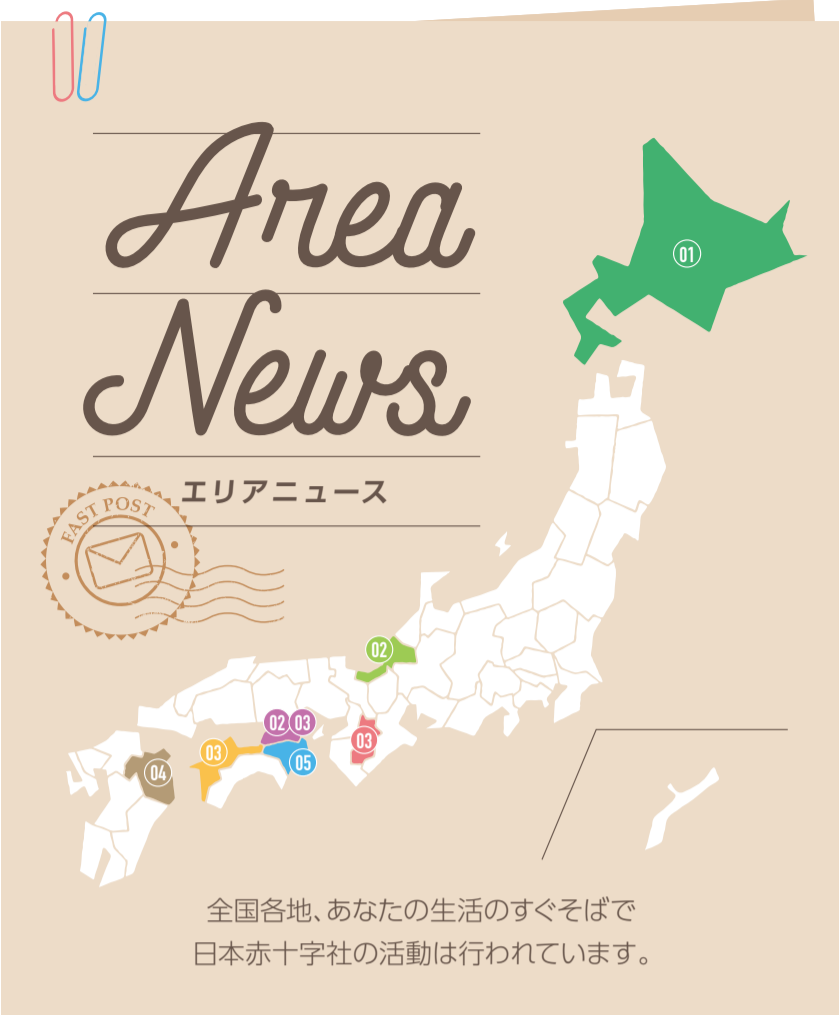 Area
News
エリアニュース
FAST POST
01
02
02 03
03
03
05
04
全国各地、あなたの生活のすぐそばで
日本赤十字社の活動は行われています。